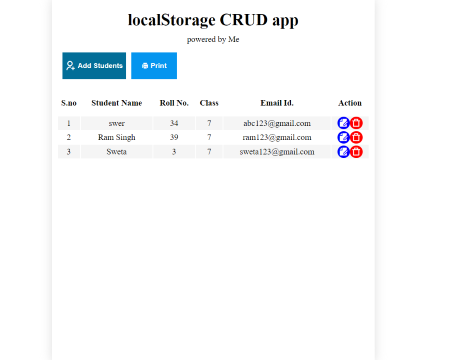 localStorage CRUD app
powered by Me
Add Students Print
S.no Student Name Roll No. Class Email Id. Action
1 swer 34 7 abc123@gmail.com
2 Ram Singh 39 7 ram123@gmail.com
3 Sweta 3 7 sweta123@gmail.com